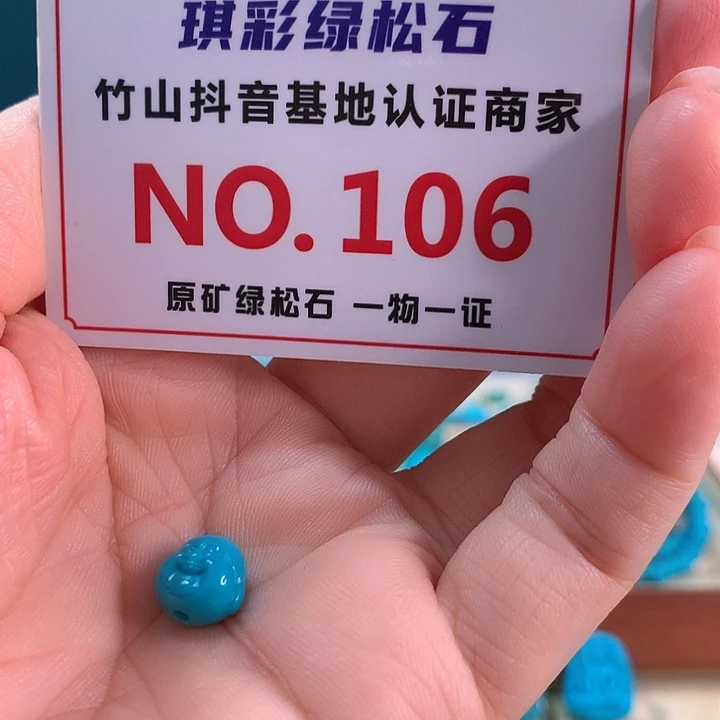 琪彩绿松石
竹山抖音基地认证商家
NO.106
原矿绿松石 一物一证